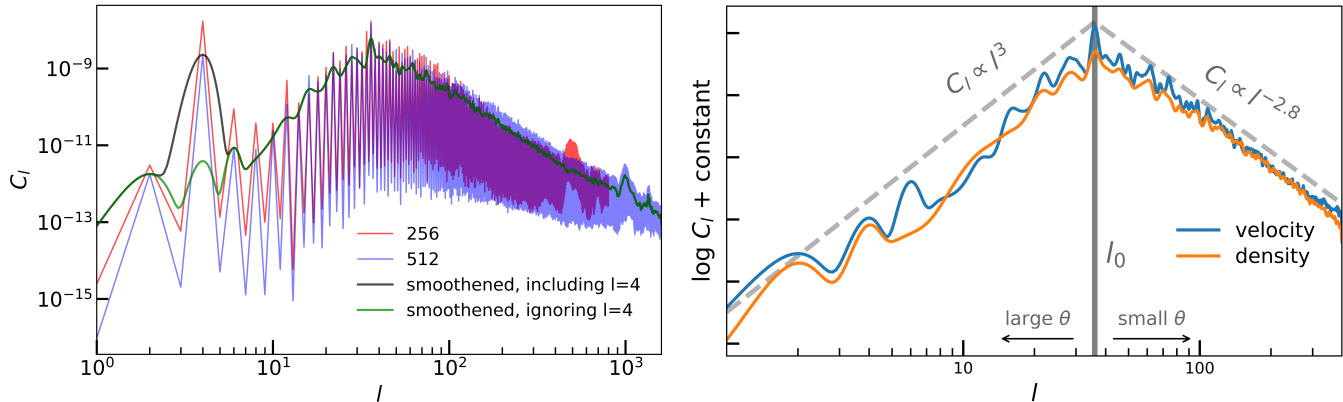 C_l
10^{-9}
10^{-11}
10^{-13}
10^{-15}
256
512
smoothened, including l=4
smoothened, ignoring l=4
10^0
10^1
10^2
10^3
l
log C_l + constant
C_l ∝ l^3
C_l ∝ l^{-2.8}
velocity
density
l_0
large θ
small θ
10
100
l